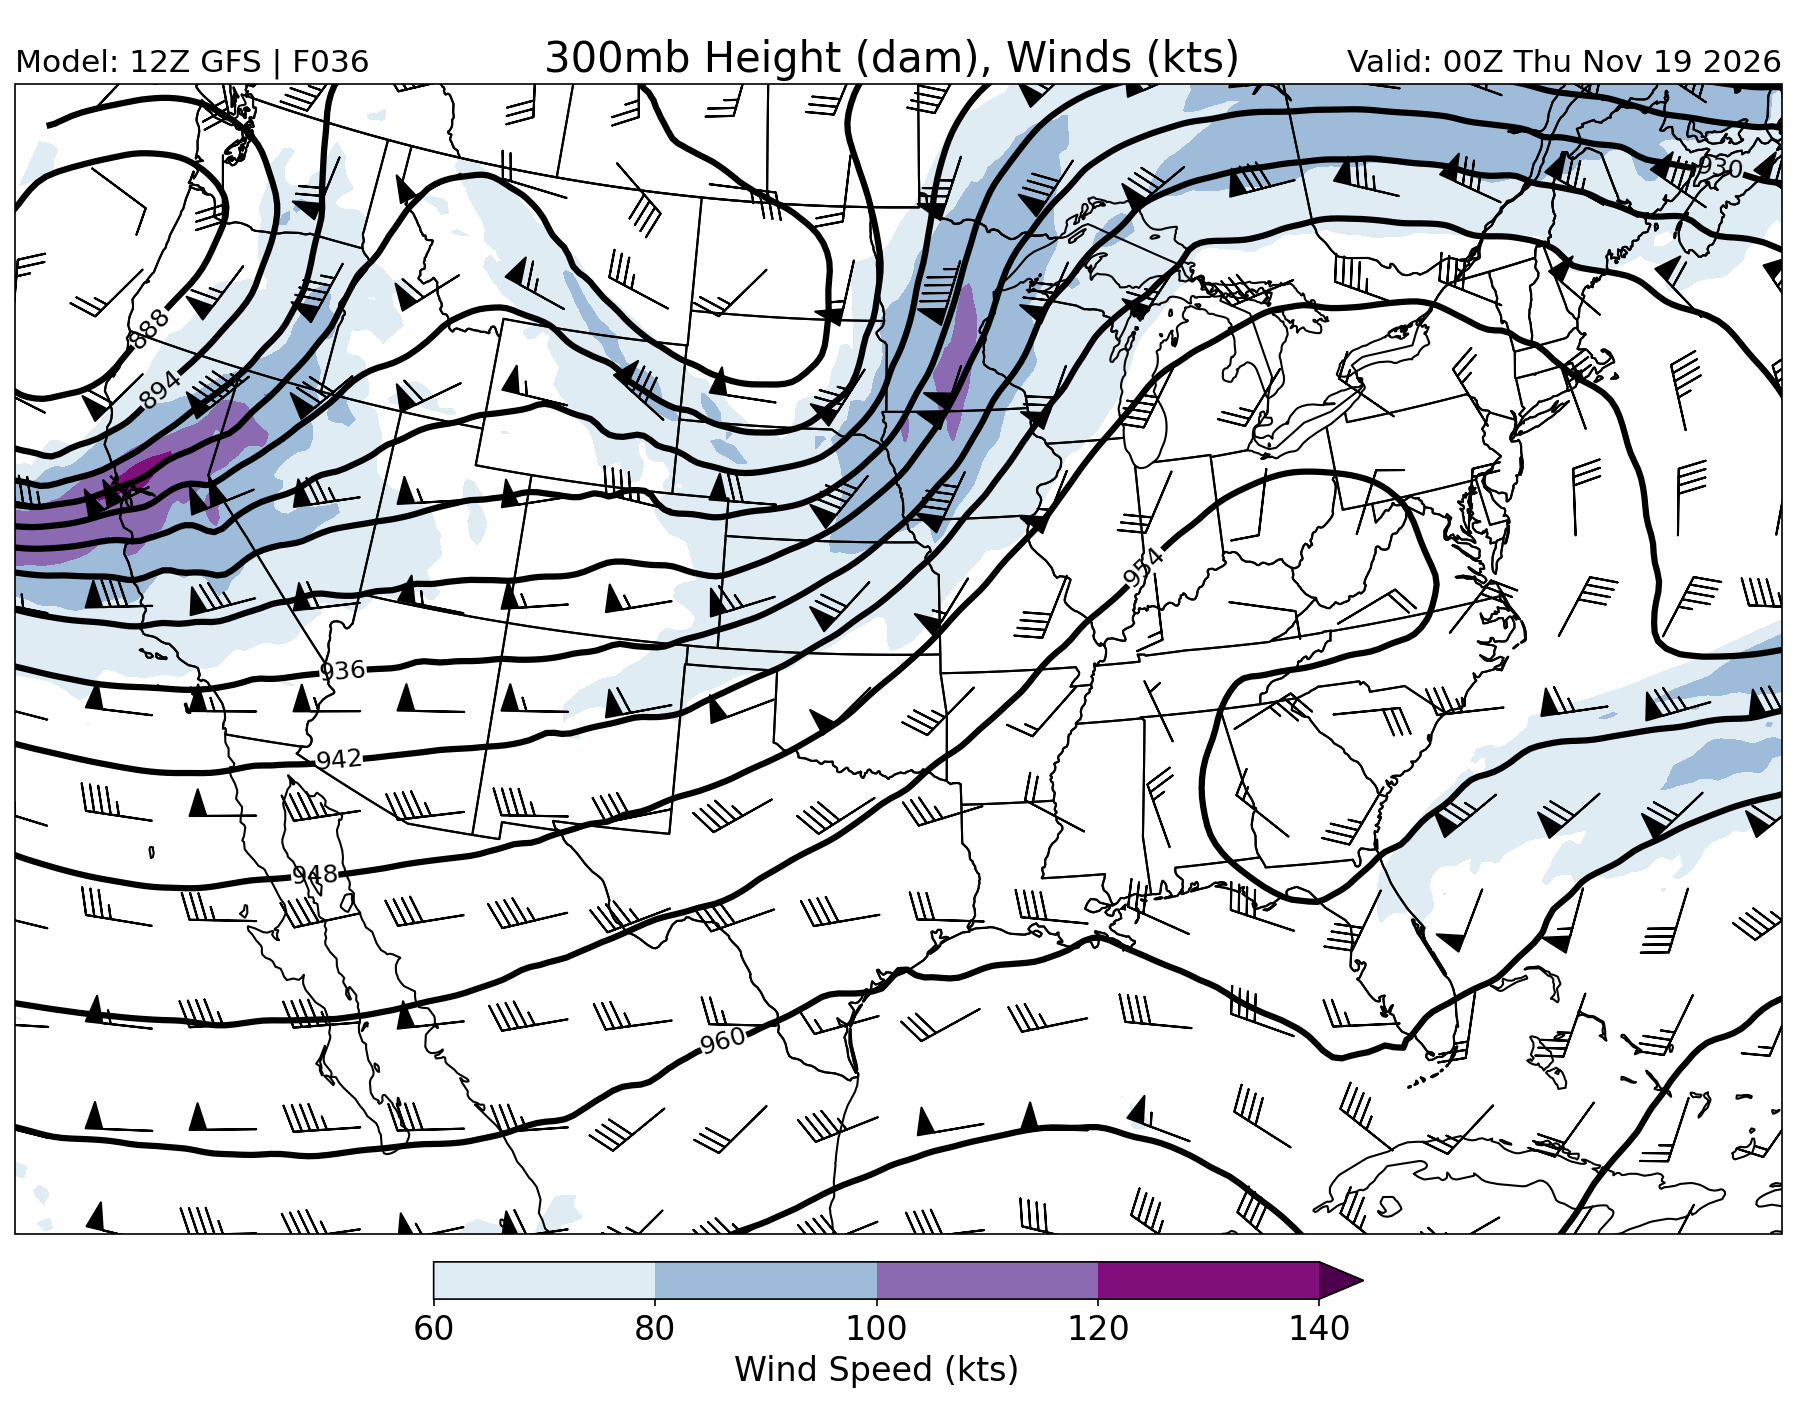 Model: 12Z GFS | F036
300mb Height (dam), Winds (kts)
Valid: 00Z Thu Nov 19 2026
930
888
894
954
936
942
948
960
60 80 100 120 140
Wind Speed (kts)